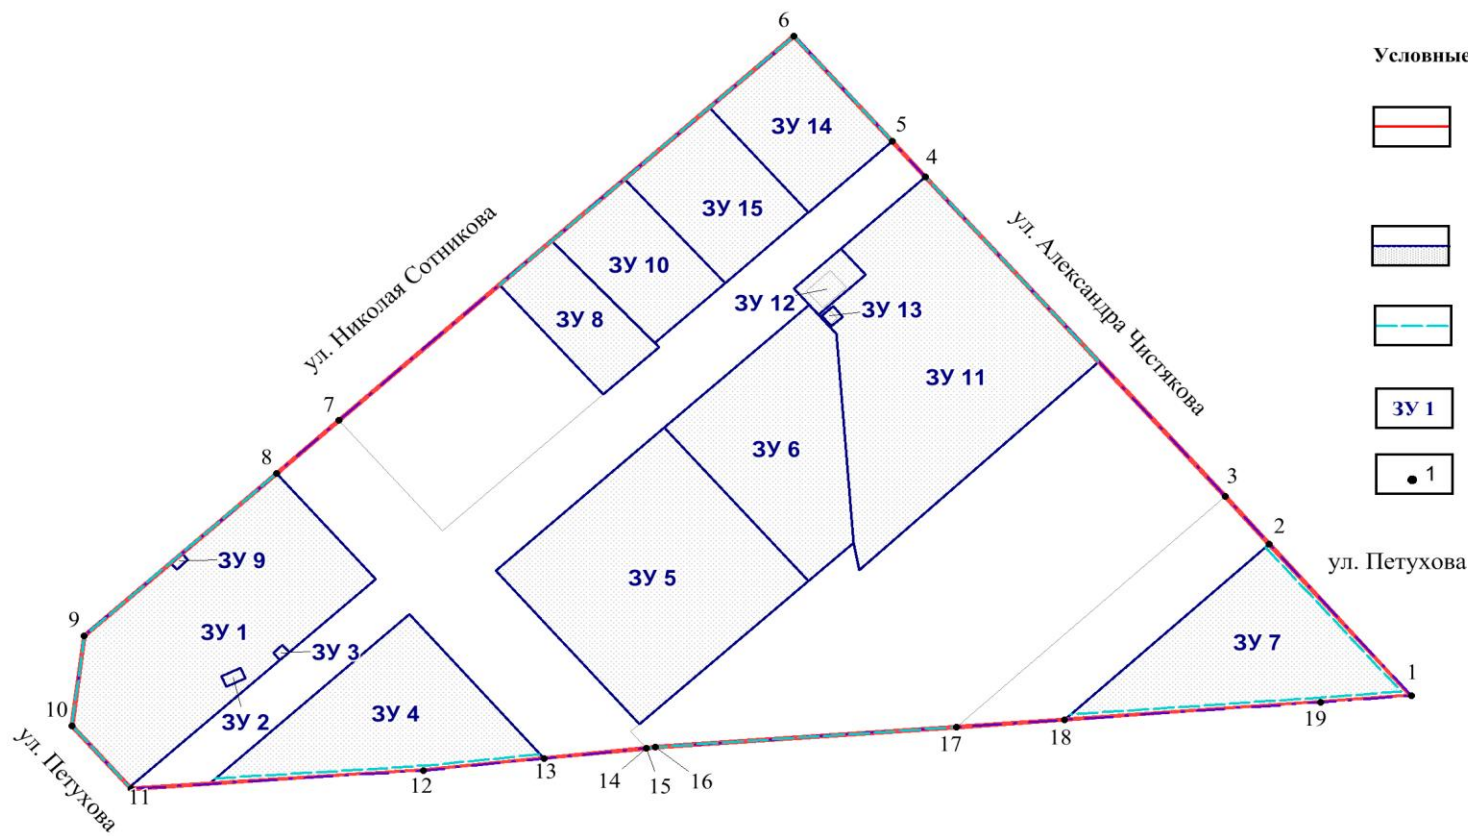 6
Условные
5
ЗУ 14
4
ЗУ 15
ул. Николая Сотникова
ул. Александра Чистякова
ЗУ 10
ЗУ 12
ЗУ 13
ЗУ 8
ЗУ 11
7
ЗУ 1
8
ЗУ 6
1
3
2
ЗУ 9
ул. Петухова
ЗУ 5
9
ЗУ 1
ЗУ 3
ЗУ 7
1
10
ЗУ 2
ЗУ 4
19
ул. Петухова
17
18
11
12
13
14
15
16